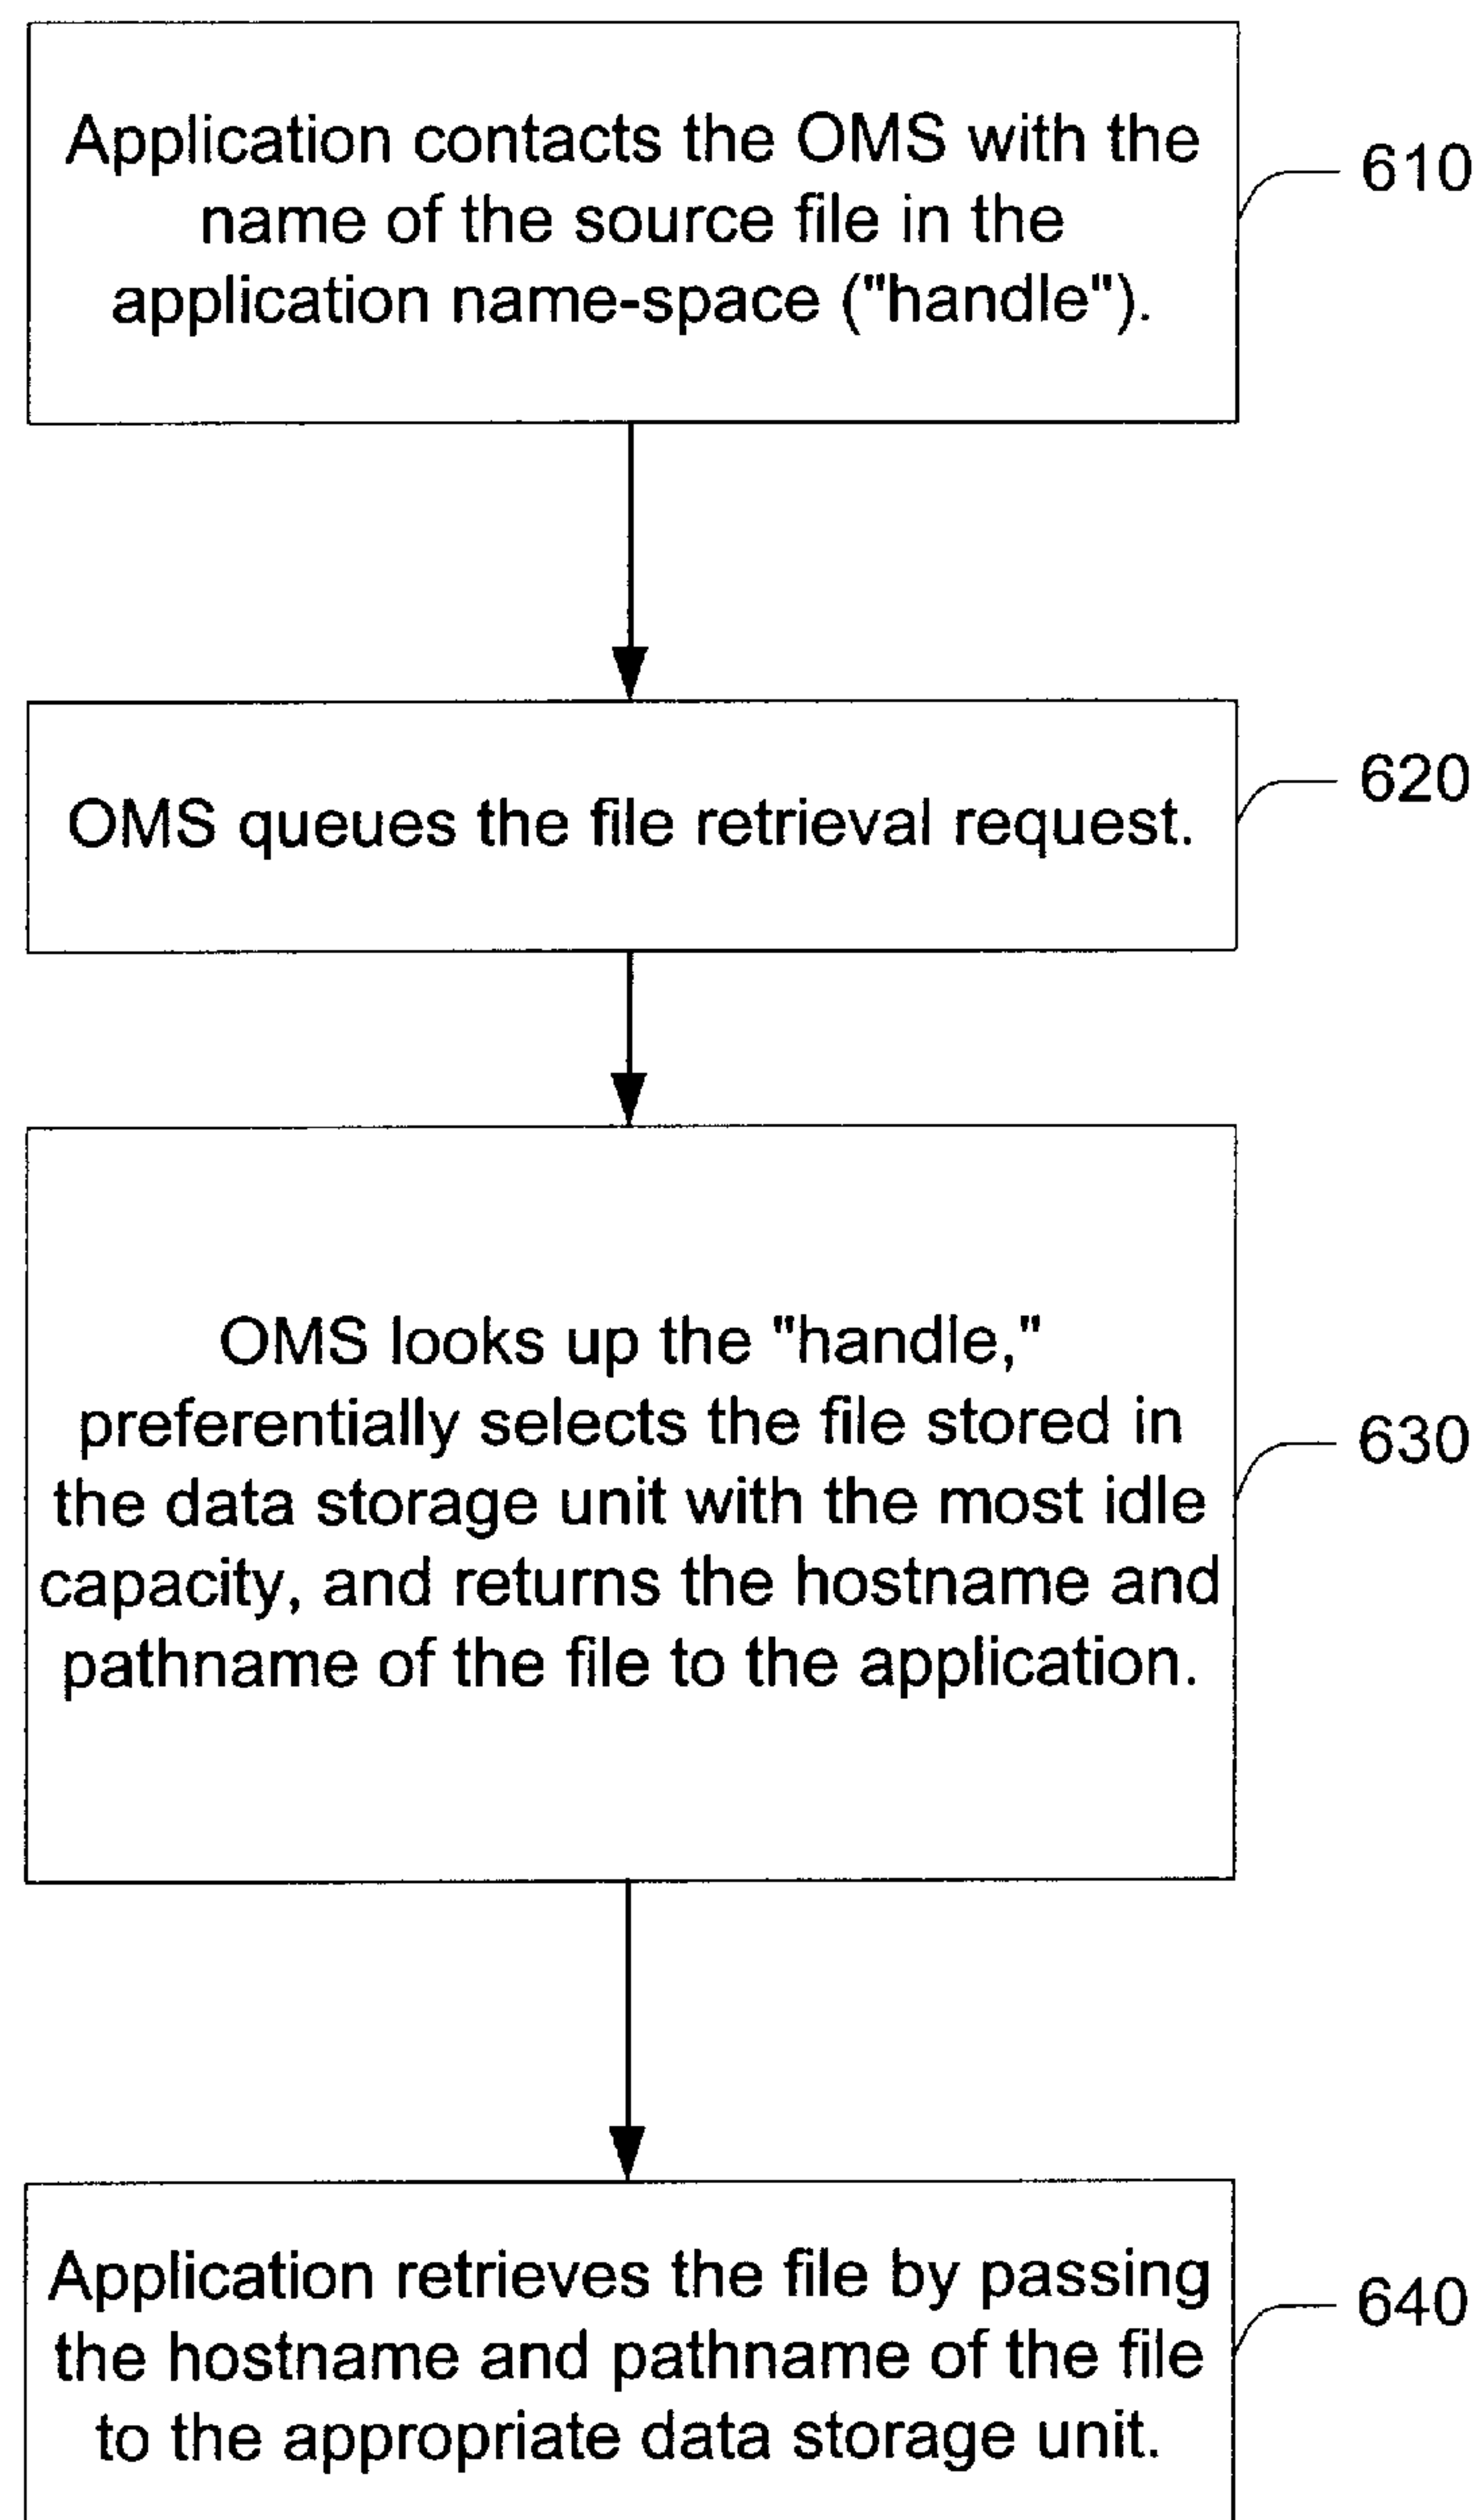 Application contacts the OMS with the
name of the source file in the
application name-space ("handle").
610
OMS queues the file retrieval request.
620
OMS looks up the "handle,"
preferentially selects the file stored in
the data storage unit with the most idle
capacity, and returns the hostname and
pathname of the file to the application.
630
Application retrieves the file by passing
the hostname and pathname of the file
to the appropriate data storage unit.
640